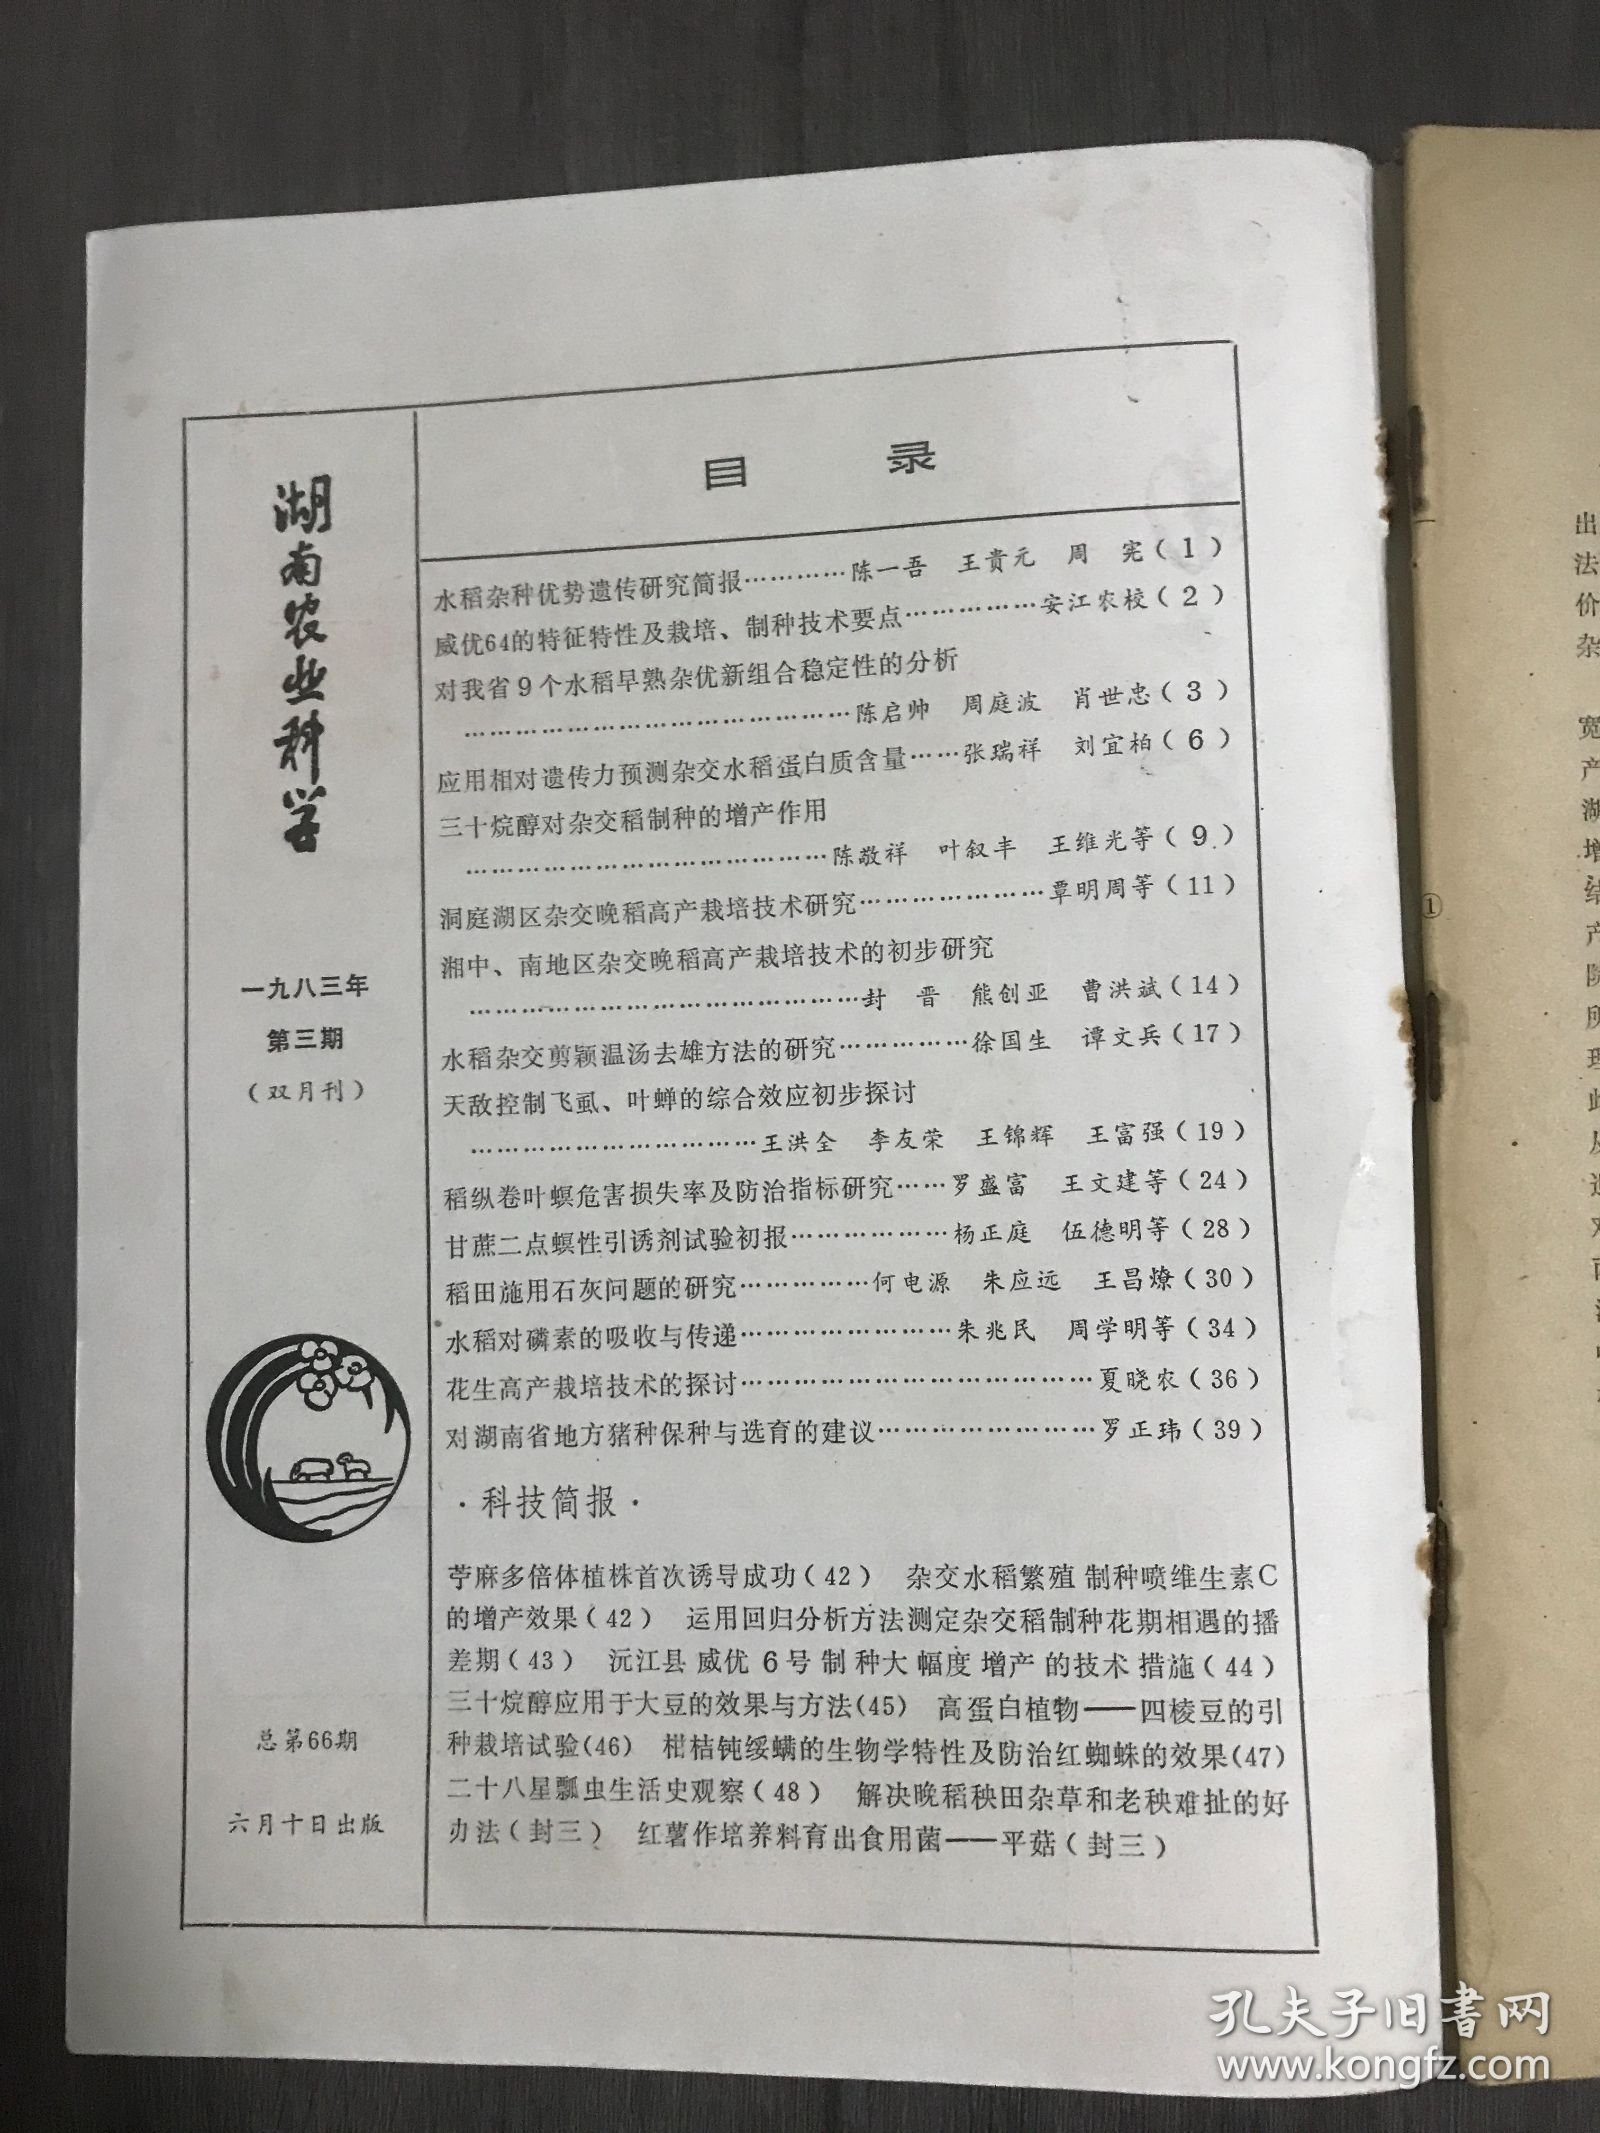 湖南农业科学
一九八三年
第三期
(双月刊)
总第66期
六月十日出版
目 录
水稻杂种优势遗传研究简报…………陈一吾 王贵元 周 宪(1)
威优64的特征特性及栽培、制种技术要点……………安江农校(2)
对我省9个水稻早熟杂优新组合稳定性的分析
………………………………………陈启帅 周庭波 肖世忠(3)
应用相对遗传力预测杂交水稻蛋白质含量……张瑞祥 刘宜柏(6)
三十烷醇对杂交稻制种的增产作用
……………………………………陈敬祥 叶叙丰 王维光等(9)
洞庭湖区杂交晚稻高产栽培技术研究…………………覃明周等(11)
湘中、南地区杂交晚稻高产栽培技术的初步研究
………………………………………封 晋 熊创亚 曹洪斌(14)
水稻杂交剪颖温汤去雄方法的研究……………徐国生 谭文兵(17)
天敌控制飞虱、叶蝉的综合效应初步探讨
……………………………王洪全 李友荣 王锦辉 王富强(19)
稻纵卷叶螟危害损失率及防治指标研究……罗盛富 王文建等(24)
甘蔗二点螟性引诱剂试验初报………………杨正庭 伍德明等(28)
稻田施用石灰问题的研究……………何电源 朱应远 王昌燎(30)
水稻对磷素的吸收与传递……………………朱兆民 周学明等(34)
花生高产栽培技术的探讨…………………………………夏晓农(36)
对湖南省地方猪种保种与选育的建议……………………罗正玮(39)
·科技简报·
苧麻多倍体植株首次诱导成功(42) 杂交水稻繁殖制种喷维生素C
的增产效果(42) 运用回归分析方法测定杂交稻制种花期相遇的播
差期(43) 沅江县威优6号制种大幅度增产的技术措施(44)
三十烷醇应用于大豆的效果与方法(45) 高蛋白植物——四棱豆的引
种栽培试验(46) 柑桔钝绥螨的生物学特性及防治红蜘蛛的效果(47)
二十八星瓢虫生活史观察(48) 解决晚稻秧田杂草和老秧难扯的好
办法(封三) 红薯作培养料育出食用菌——平菇(封三)
出
法
价
杂
宽
产
湖
增
结
产
院
所
理
①
孔夫子旧书网
www.kongfz.com